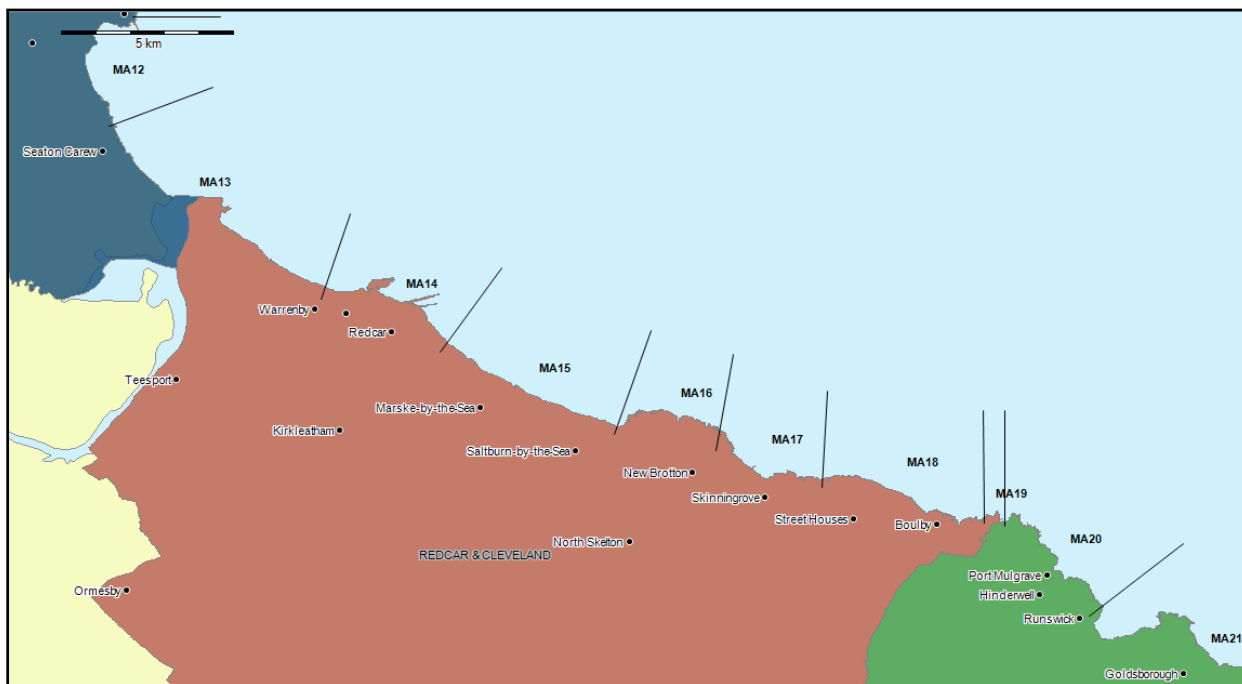 5 km
MA12
Seaton Carew
MA13
MA14
Warrenby
Redcar
MA15
Teesport
Marske-by-the-Sea
MA16
Kirkleatham
MA17
Saltburn-by-the-Sea
New Brotton
MA18
Skinningrove
MA19
Street Houses
Boulby
MA20
North Skelton
REDCAR & CLEVELAND
Port Mulgrave
Ormesby
Hinderwell
Runswick
MA21
Goldsborough